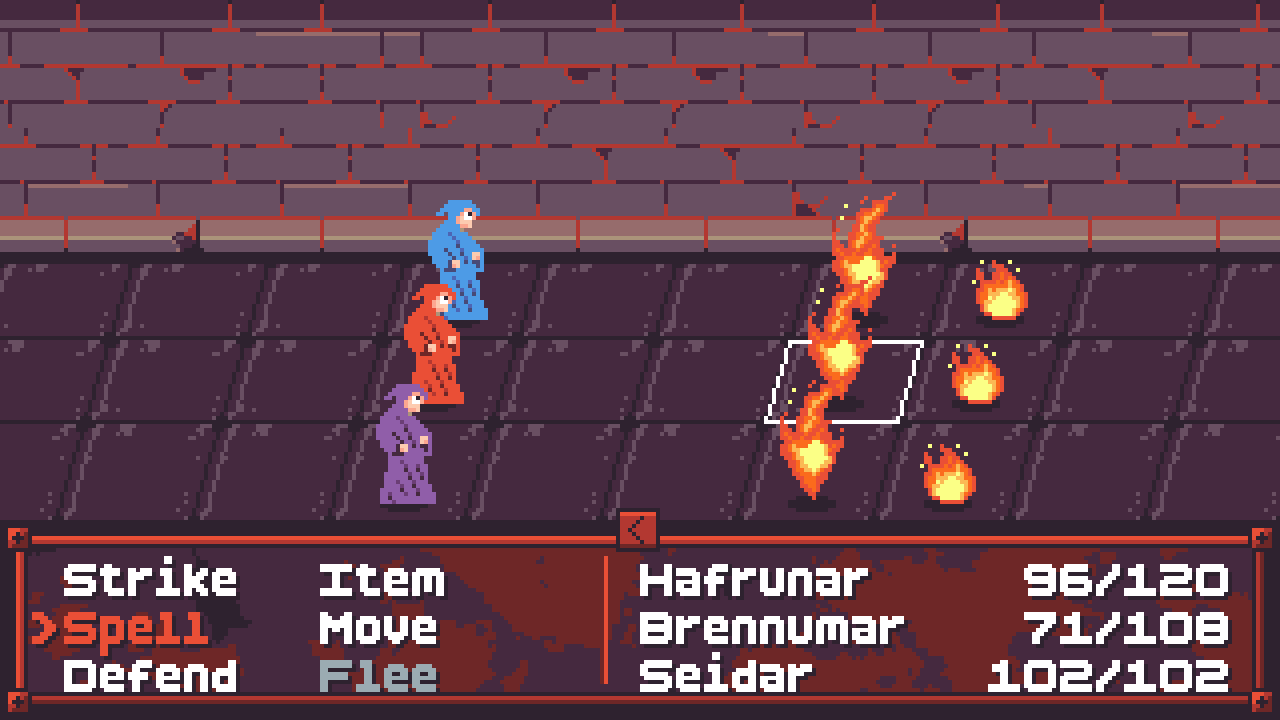 Strike Item Hafrunar 96/120
>Spell Move Brennumar 71/108
Defend Flee Seidar 102/102